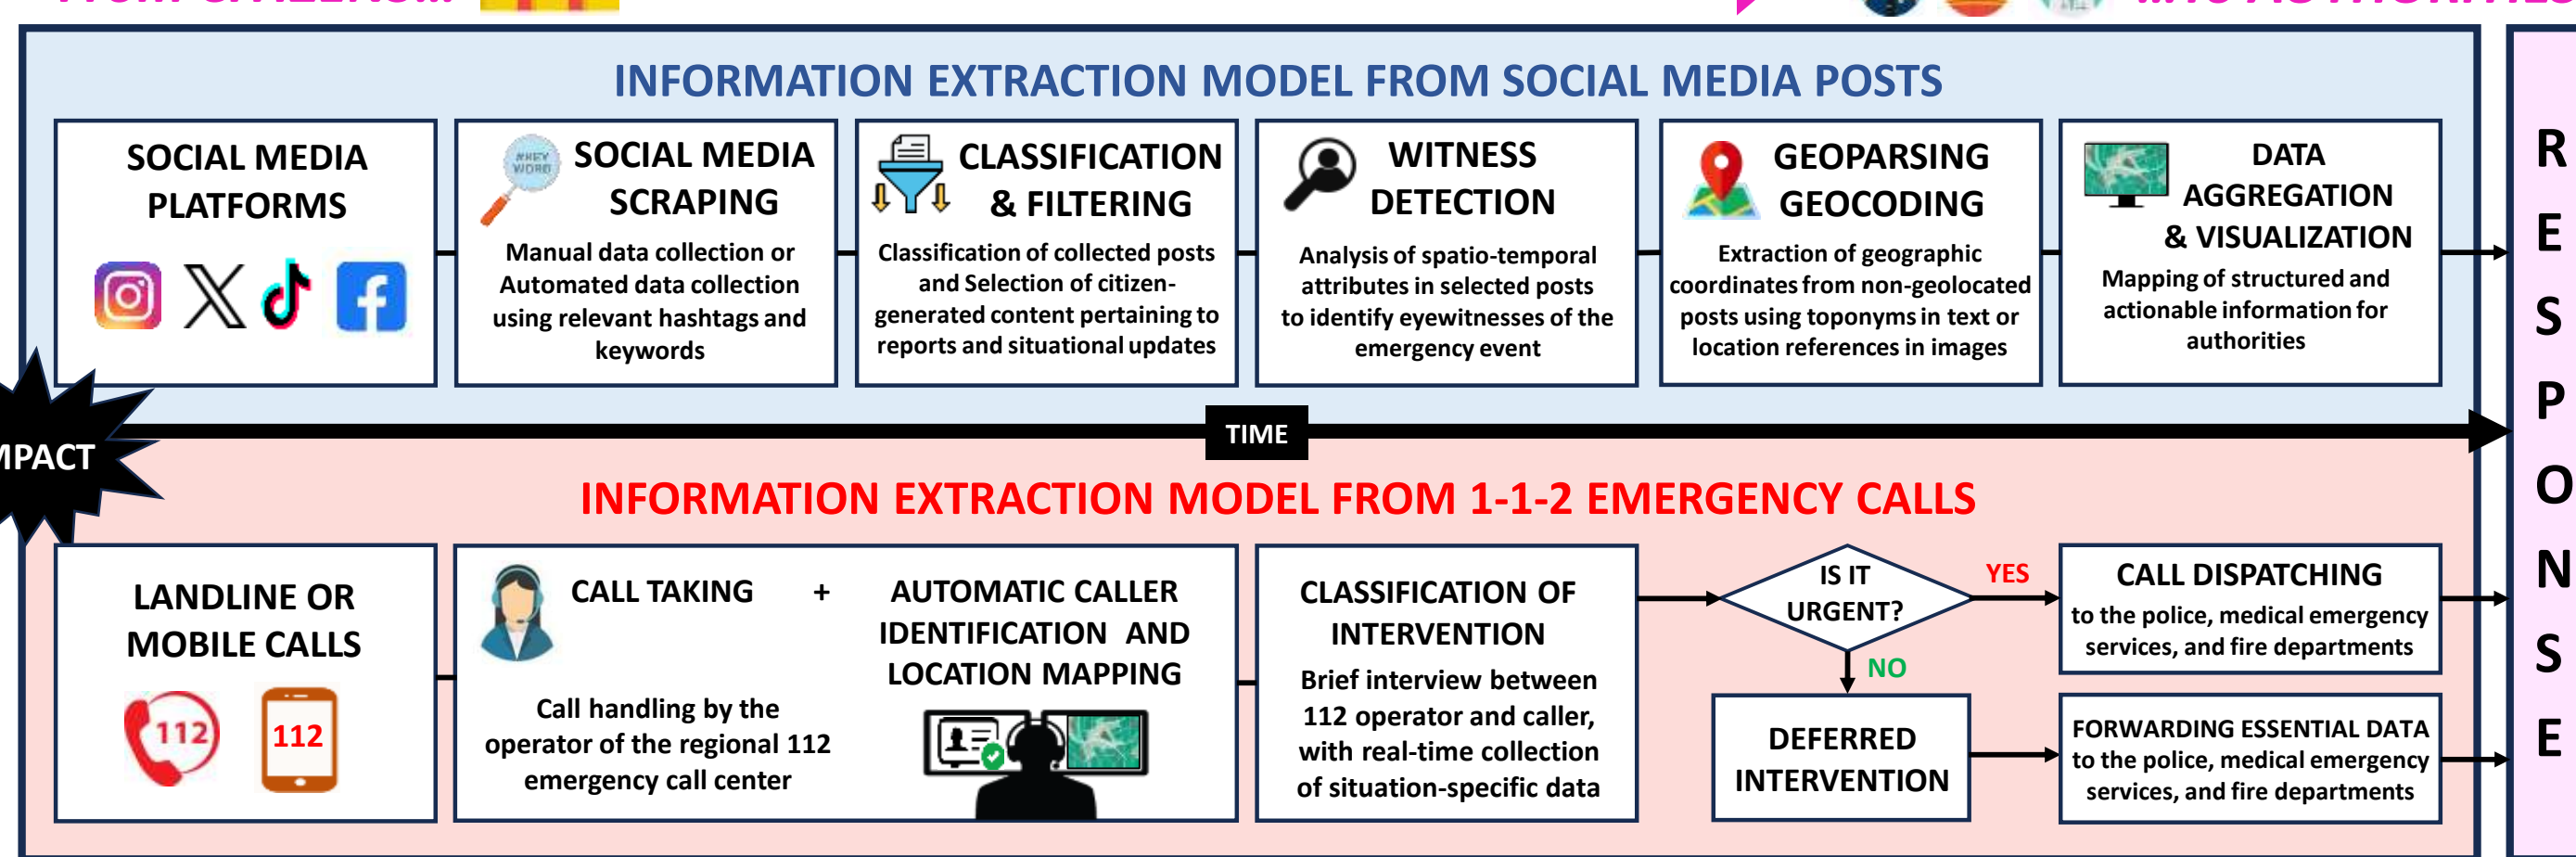 INFORMATION EXTRACTION MODEL FROM SOCIAL MEDIA POSTS
SOCIAL MEDIA
PLATFORMS
SOCIAL MEDIA
SCRAPING
Manual data collection or
Automated data collection
using relevant hashtags and
keywords
CLASSIFICATION
& FILTERING
Classification of collected posts
and Selection of citizen-
generated content pertaining to
reports and situational updates
WITNESS
DETECTION
Analysis of spatio-temporal
attributes in selected posts
to identify eyewitnesses of the
emergency event
GEOPARSING
GEOCODING
Extraction of geographic
coordinates from non-geolocated
posts using toponyms in text or
location references in images
DATA
AGGREGATION
& VISUALIZATION
Mapping of structured and
actionable information for
authorities
MPACT
TIME
INFORMATION EXTRACTION MODEL FROM 1-1-2 EMERGENCY CALLS
LANDLINE OR
MOBILE CALLS
112
112
CALL TAKING + AUTOMATIC CALLER
IDENTIFICATION AND
LOCATION MAPPING
Call handling by the
operator of the regional 112
emergency call center
CLASSIFICATION OF
INTERVENTION
Brief interview between
112 operator and caller,
with real-time collection
of situation-specific data
IS IT
URGENT?
YES
NO
CALL DISPATCHING
to the police, medical emergency
services, and fire departments
DEFERRED
INTERVENTION
FORWARDING ESSENTIAL DATA
to the police, medical emergency
services, and fire departments
R
E
S
P
O
N
S
E